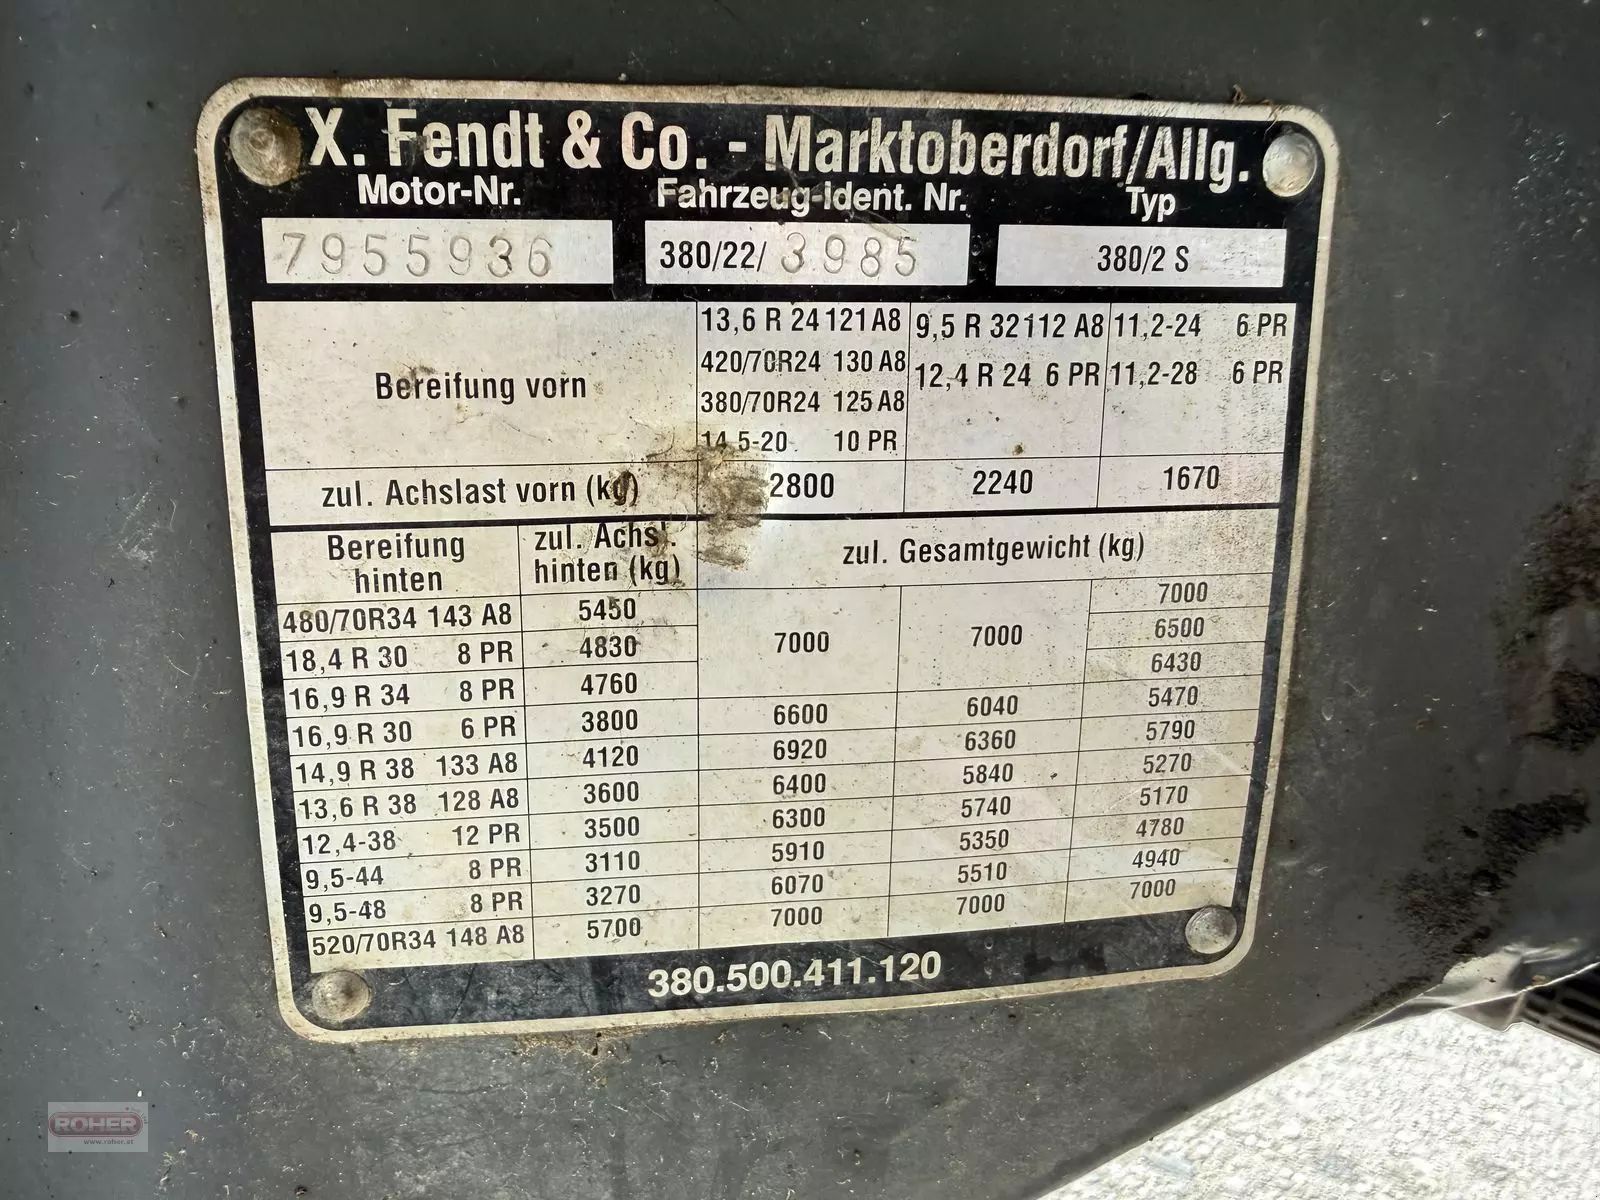 X. Fendt & Co. - Marktoberdorf/Allg.
Motor-Nr. Fahrzeug-Ident. Nr. Typ
7955936 380/22/ 3985 380/2 S
Bereifung vorn
13,6 R 24 121 A8 9,5 R 32 112 A8 11,2-24 6 PR
420/70R24 130 A8 12,4 R 24 6 PR 11,2-28 6 PR
380/70R24 125 A8
14,5-20 10 PR
zul. Achslast vorn (kg) 2800 2240 1670
Bereifung hinten zul. Achsl. hinten (kg) zul. Gesamtgewicht (kg)
480/70R34 143 A8 5450 7000 7000 7000
18,4 R 30 8 PR 4830 6500
16,9 R 34 8 PR 4760 6430
16,9 R 30 6 PR 3800 6600 6040 5470
14,9 R 38 133 A8 4120 6920 6360 5790
13,6 R 38 128 A8 3600 6400 5840 5270
12,4-38 12 PR 3500 6300 5740 5170
9,5-44 8 PR 3110 5910 5350 4780
9,5-48 8 PR 3270 6070 5510 4940
520/70R34 148 A8 5700 7000 7000 7000
380.500.411.120
ROHER
www.roher.at